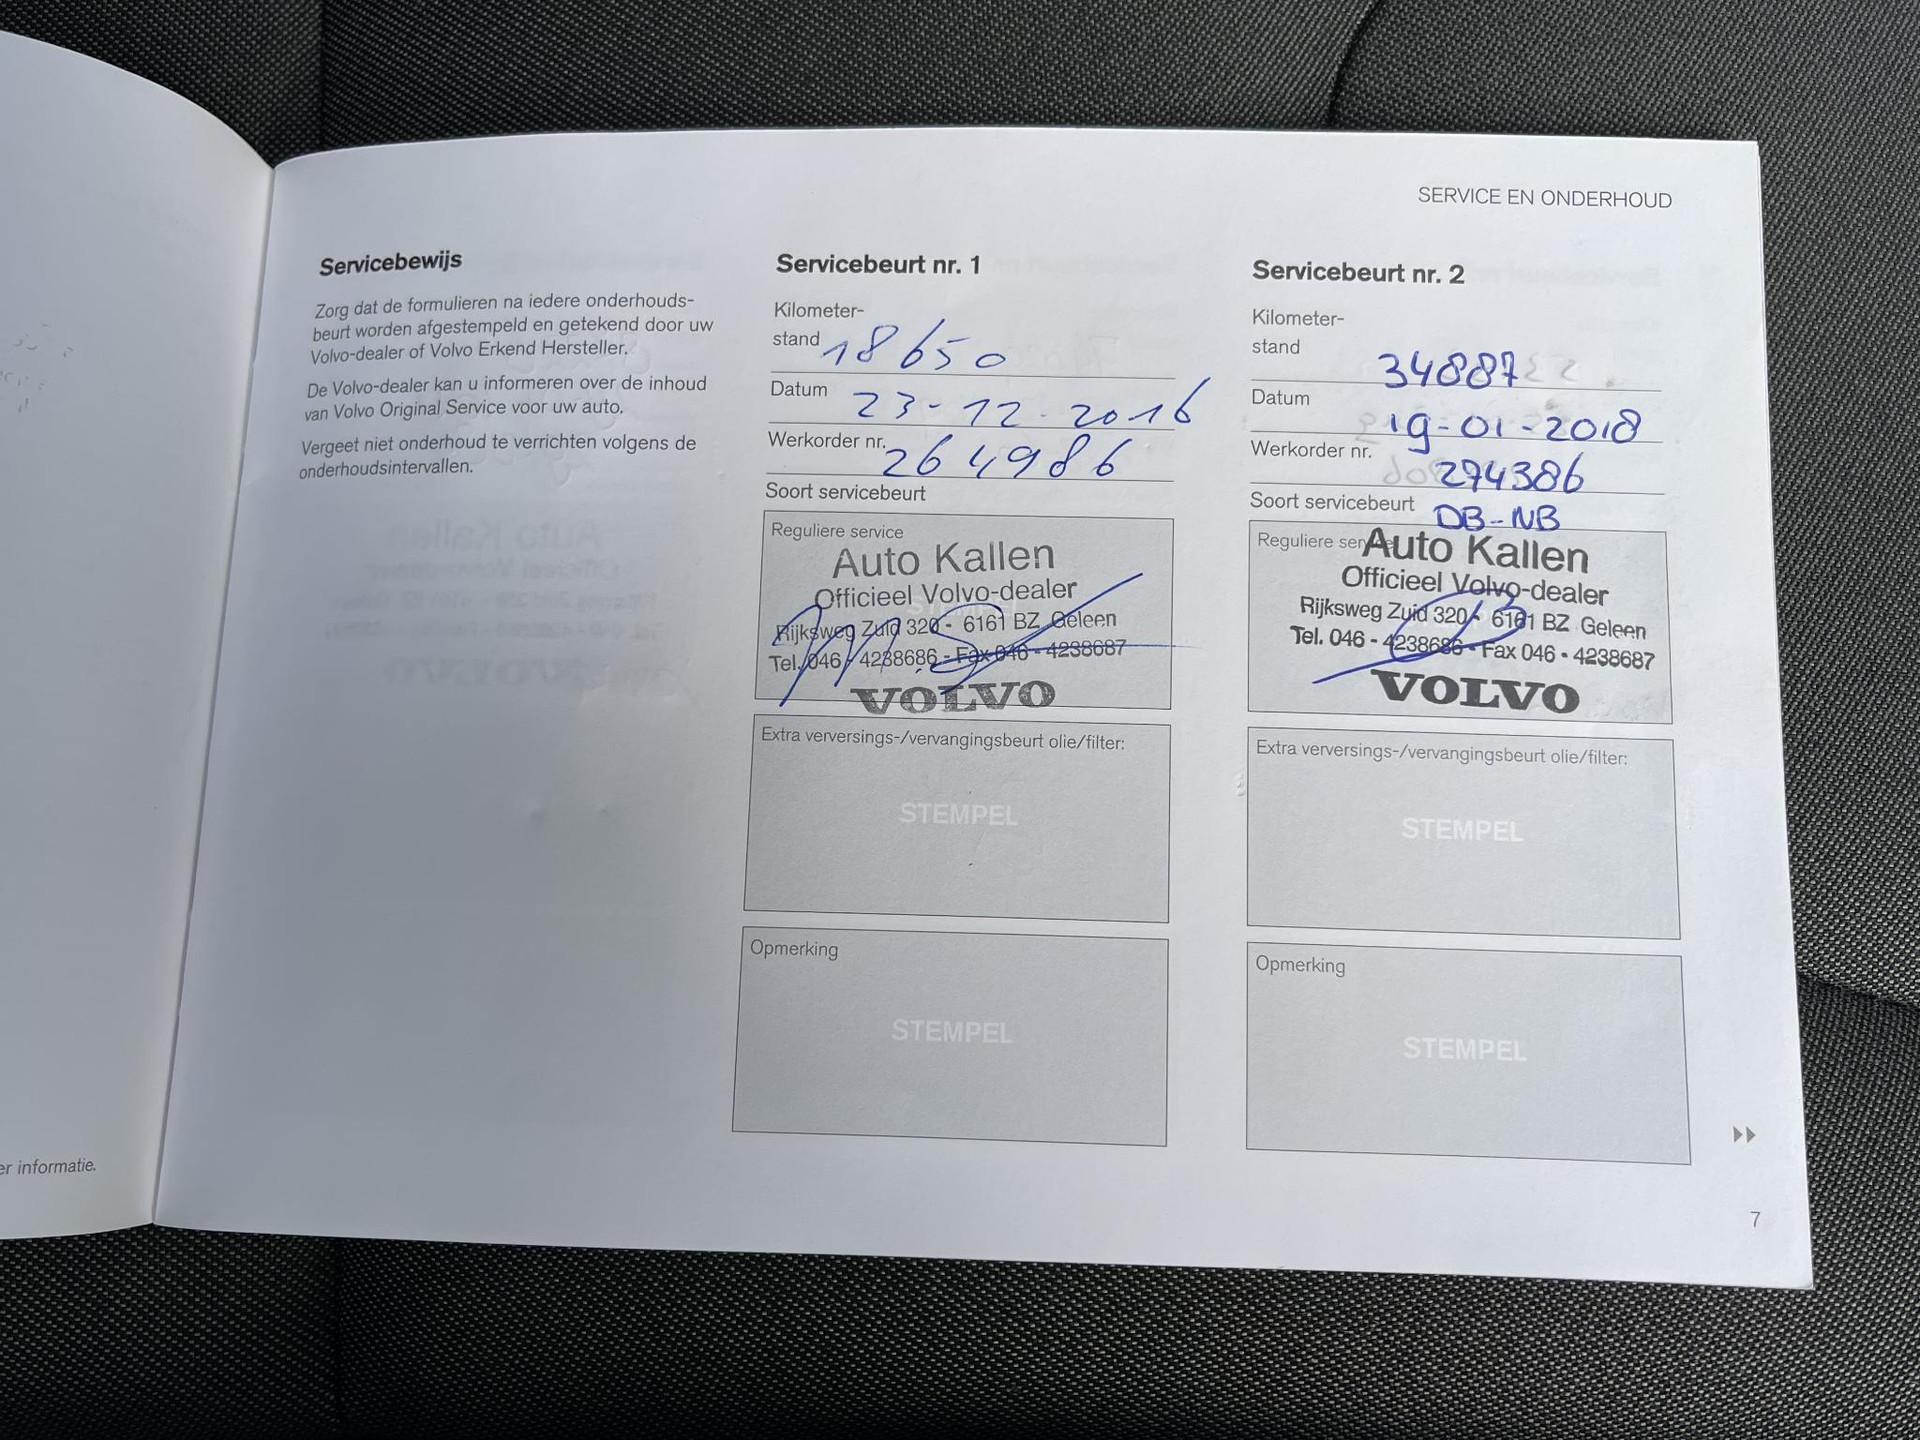 SERVICE EN ONDERHOUD
Servicebewijs
Zorg dat de formulieren na iedere onderhouds-
beurt worden afgestempeld en getekend door uw
Volvo-dealer of Volvo Erkend Hersteller.
De Volvo-dealer kan u informeren over de inhoud
van Volvo Original Service voor uw auto.
Vergeet niet onderhoud te verrichten volgens de
onderhoudsintervallen.
Servicebeurt nr. 1
Kilometer-
stand 18650
Datum 23-12-2016
Werkorder nr. 264986
Soort servicebeurt
Reguliere service
Auto Kallen
Officieel Volvo-dealer
Rijksweg Zuid 320 - 6161 BZ Geleen
Tel. 046 - 4238686 - Fax 046 - 4238687
VOLVO
Extra verversings-/vervangingsbeurt olie/filter:
STEMPEL
Opmerking
STEMPEL
Servicebeurt nr. 2
Kilometer-
stand 34887
Datum 19-01-2018
Werkorder nr. 274386
Soort servicebeurt DB-NB
Reguliere service
Auto Kallen
Officieel Volvo-dealer
Rijksweg Zuid 320 - 6161 BZ Geleen
Tel. 046 - 4238686 - Fax 046 - 4238687
VOLVO
Extra verversings-/vervangingsbeurt olie/filter:
STEMPEL
Opmerking
STEMPEL
er informatie.
7